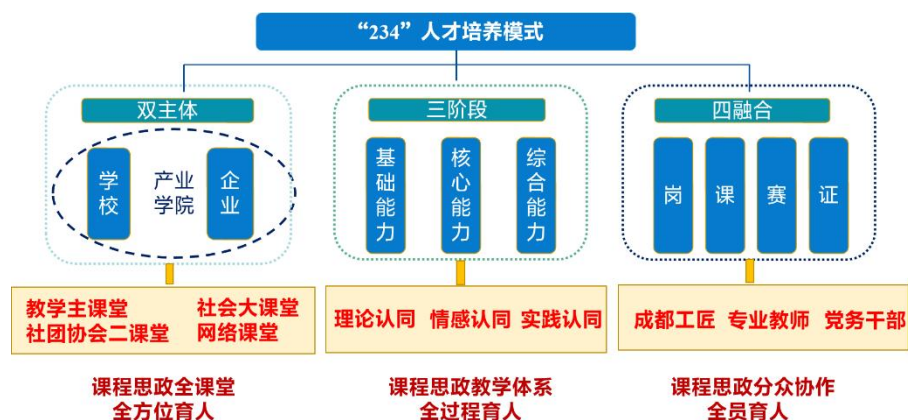 “234”人才培养模式
双主体
学校
产业
学院
企业
教学主课堂 社会大课堂
社团协会二课堂 网络课堂
课程思政全课堂
全方位育人
三阶段
基础能力
核心能力
综合能力
理论认同 情感认同 实践认同
课程思政教学体系
全过程育人
四融合
岗
课
赛
证
成都工匠 专业教师 党务干部
课程思政分众协作
全员育人